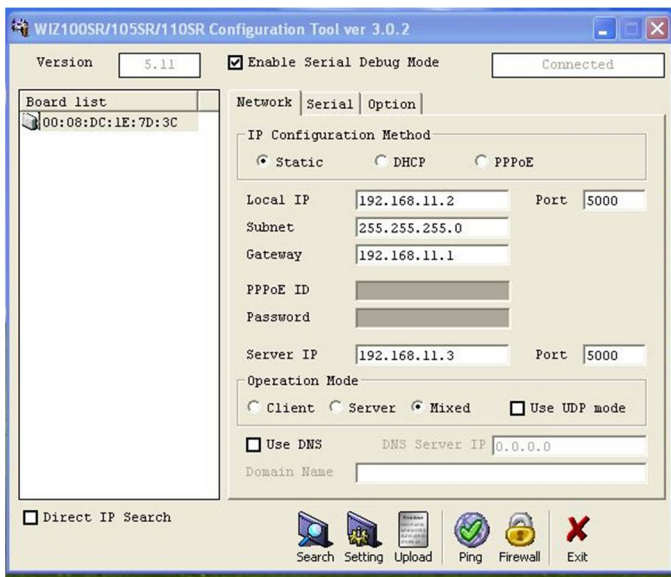 WIZ100SR/105SR/110SR Configuration Tool ver 3.0.2
Version 5.11 Enable Serial Debug Mode Connected
Board list
00:08:DC:1E:7D:3C
Network Serial Option
IP Configuration Method
Static DHCP PPPoE
Local IP 192.168.11.2 Port 5000
Subnet 255.255.255.0
Gateway 192.168.11.1
PPPoE ID
Password
Server IP 192.168.11.3 Port 5000
Operation Mode
Client Server Mixed Use UDP mode
Use DNS DNS Server IP 0.0.0.0
Domain Name
Direct IP Search
Search Setting Upload Ping Firewall Exit